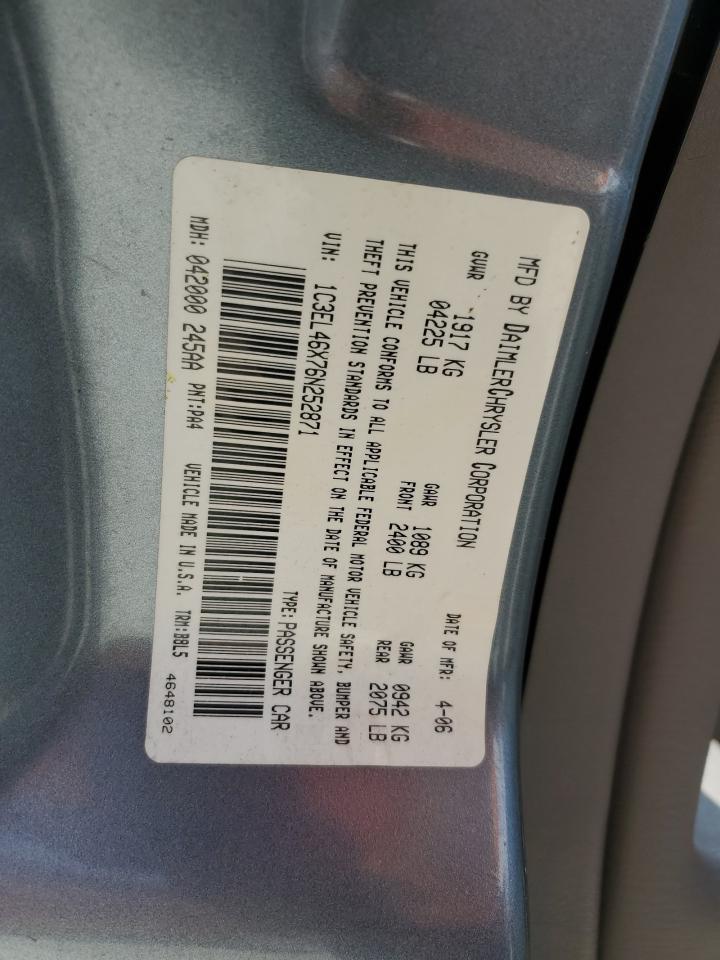 MFD BY DAIMLERCHRYSLER CORPORATION
DATE OF MFR: 4-06
GVWR 1917 KG
04225 LB
GAWR 1089 KG
FRONT 2400 LB
GAWR 0942 KG
REAR 2075 LB
THIS VEHICLE CONFORMS TO ALL APPLICABLE FEDERAL MOTOR VEHICLE SAFETY, BUMPER AND
THEFT PREVENTION STANDARDS IN EFFECT ON THE DATE OF MANUFACTURE SHOWN ABOVE.
VIN: 1C3EL46X76N252871
TYPE: PASSENGER CAR
MDH: 042000 245AA PNT:PA4 VEHICLE MADE IN U.S.A. TRM:B8L5
4648102